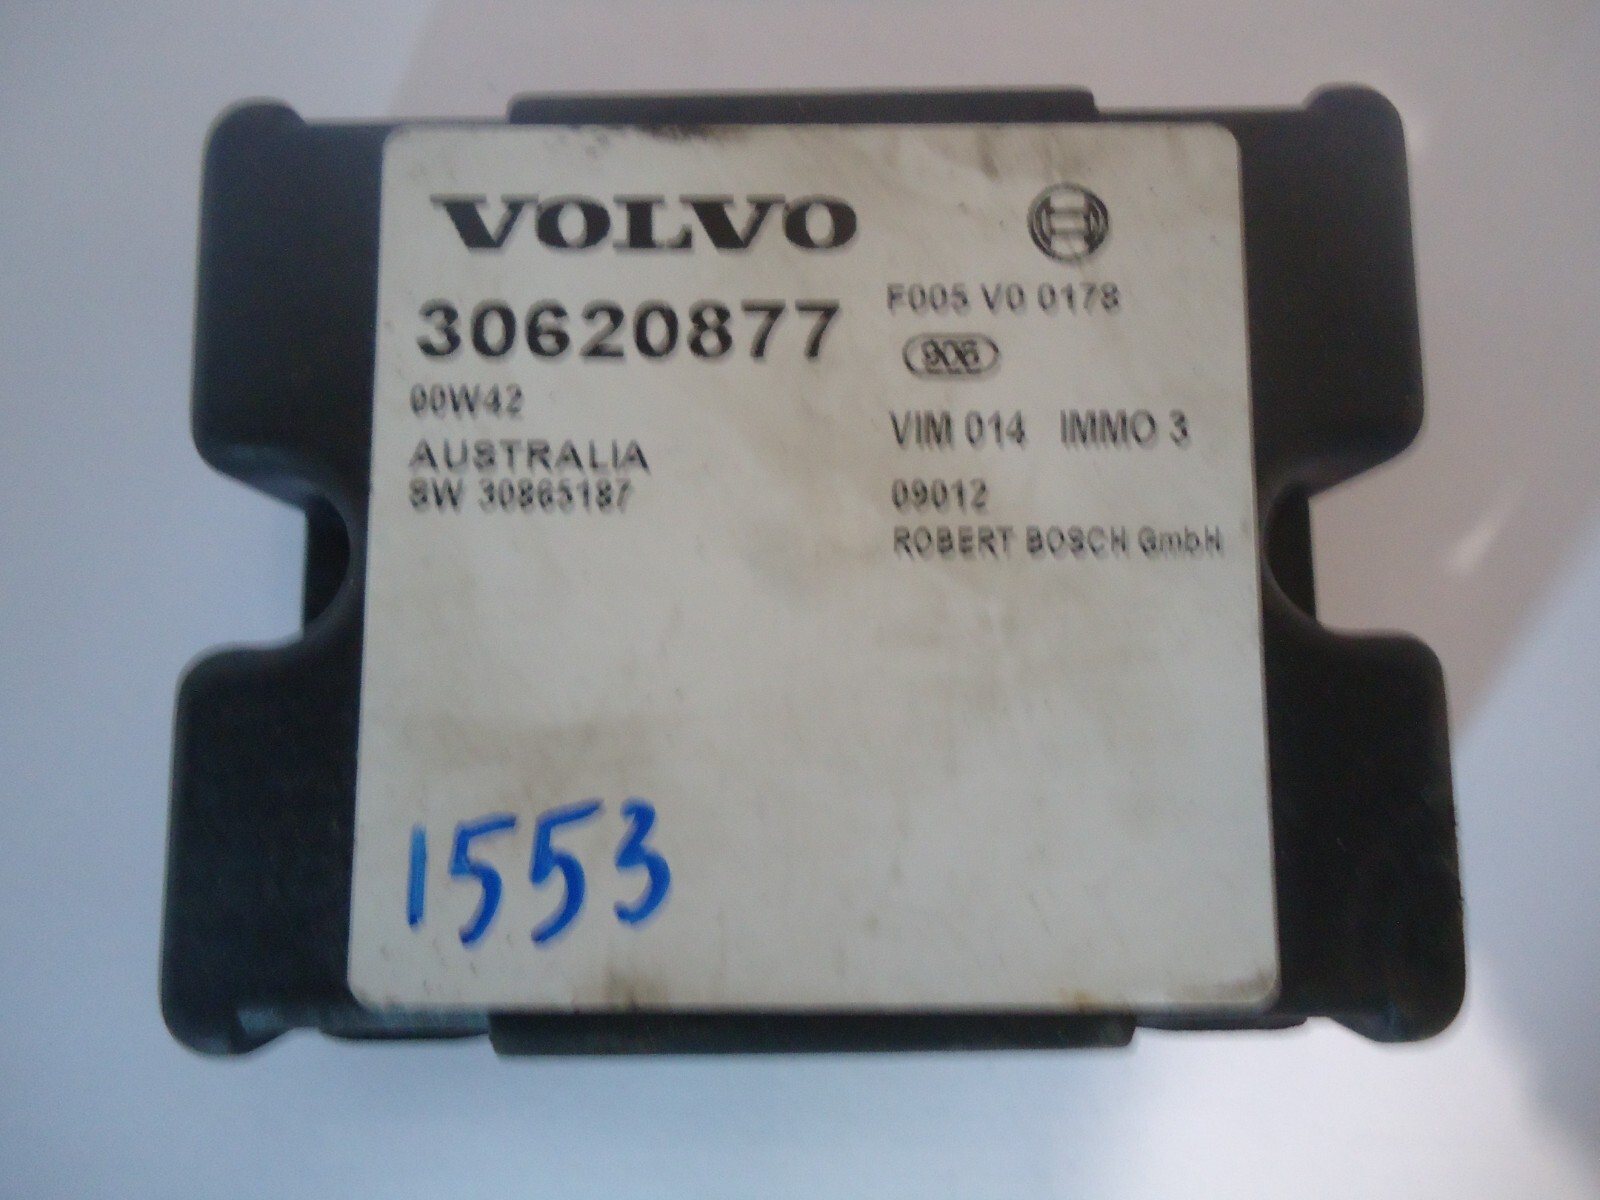 VOLVO
30620877
00W42
AUSTRALIA
SW 30865187
F005 V0 0178
906
VIM 014 IMMO 3
09012
ROBERT BOSCH GmbH
1553